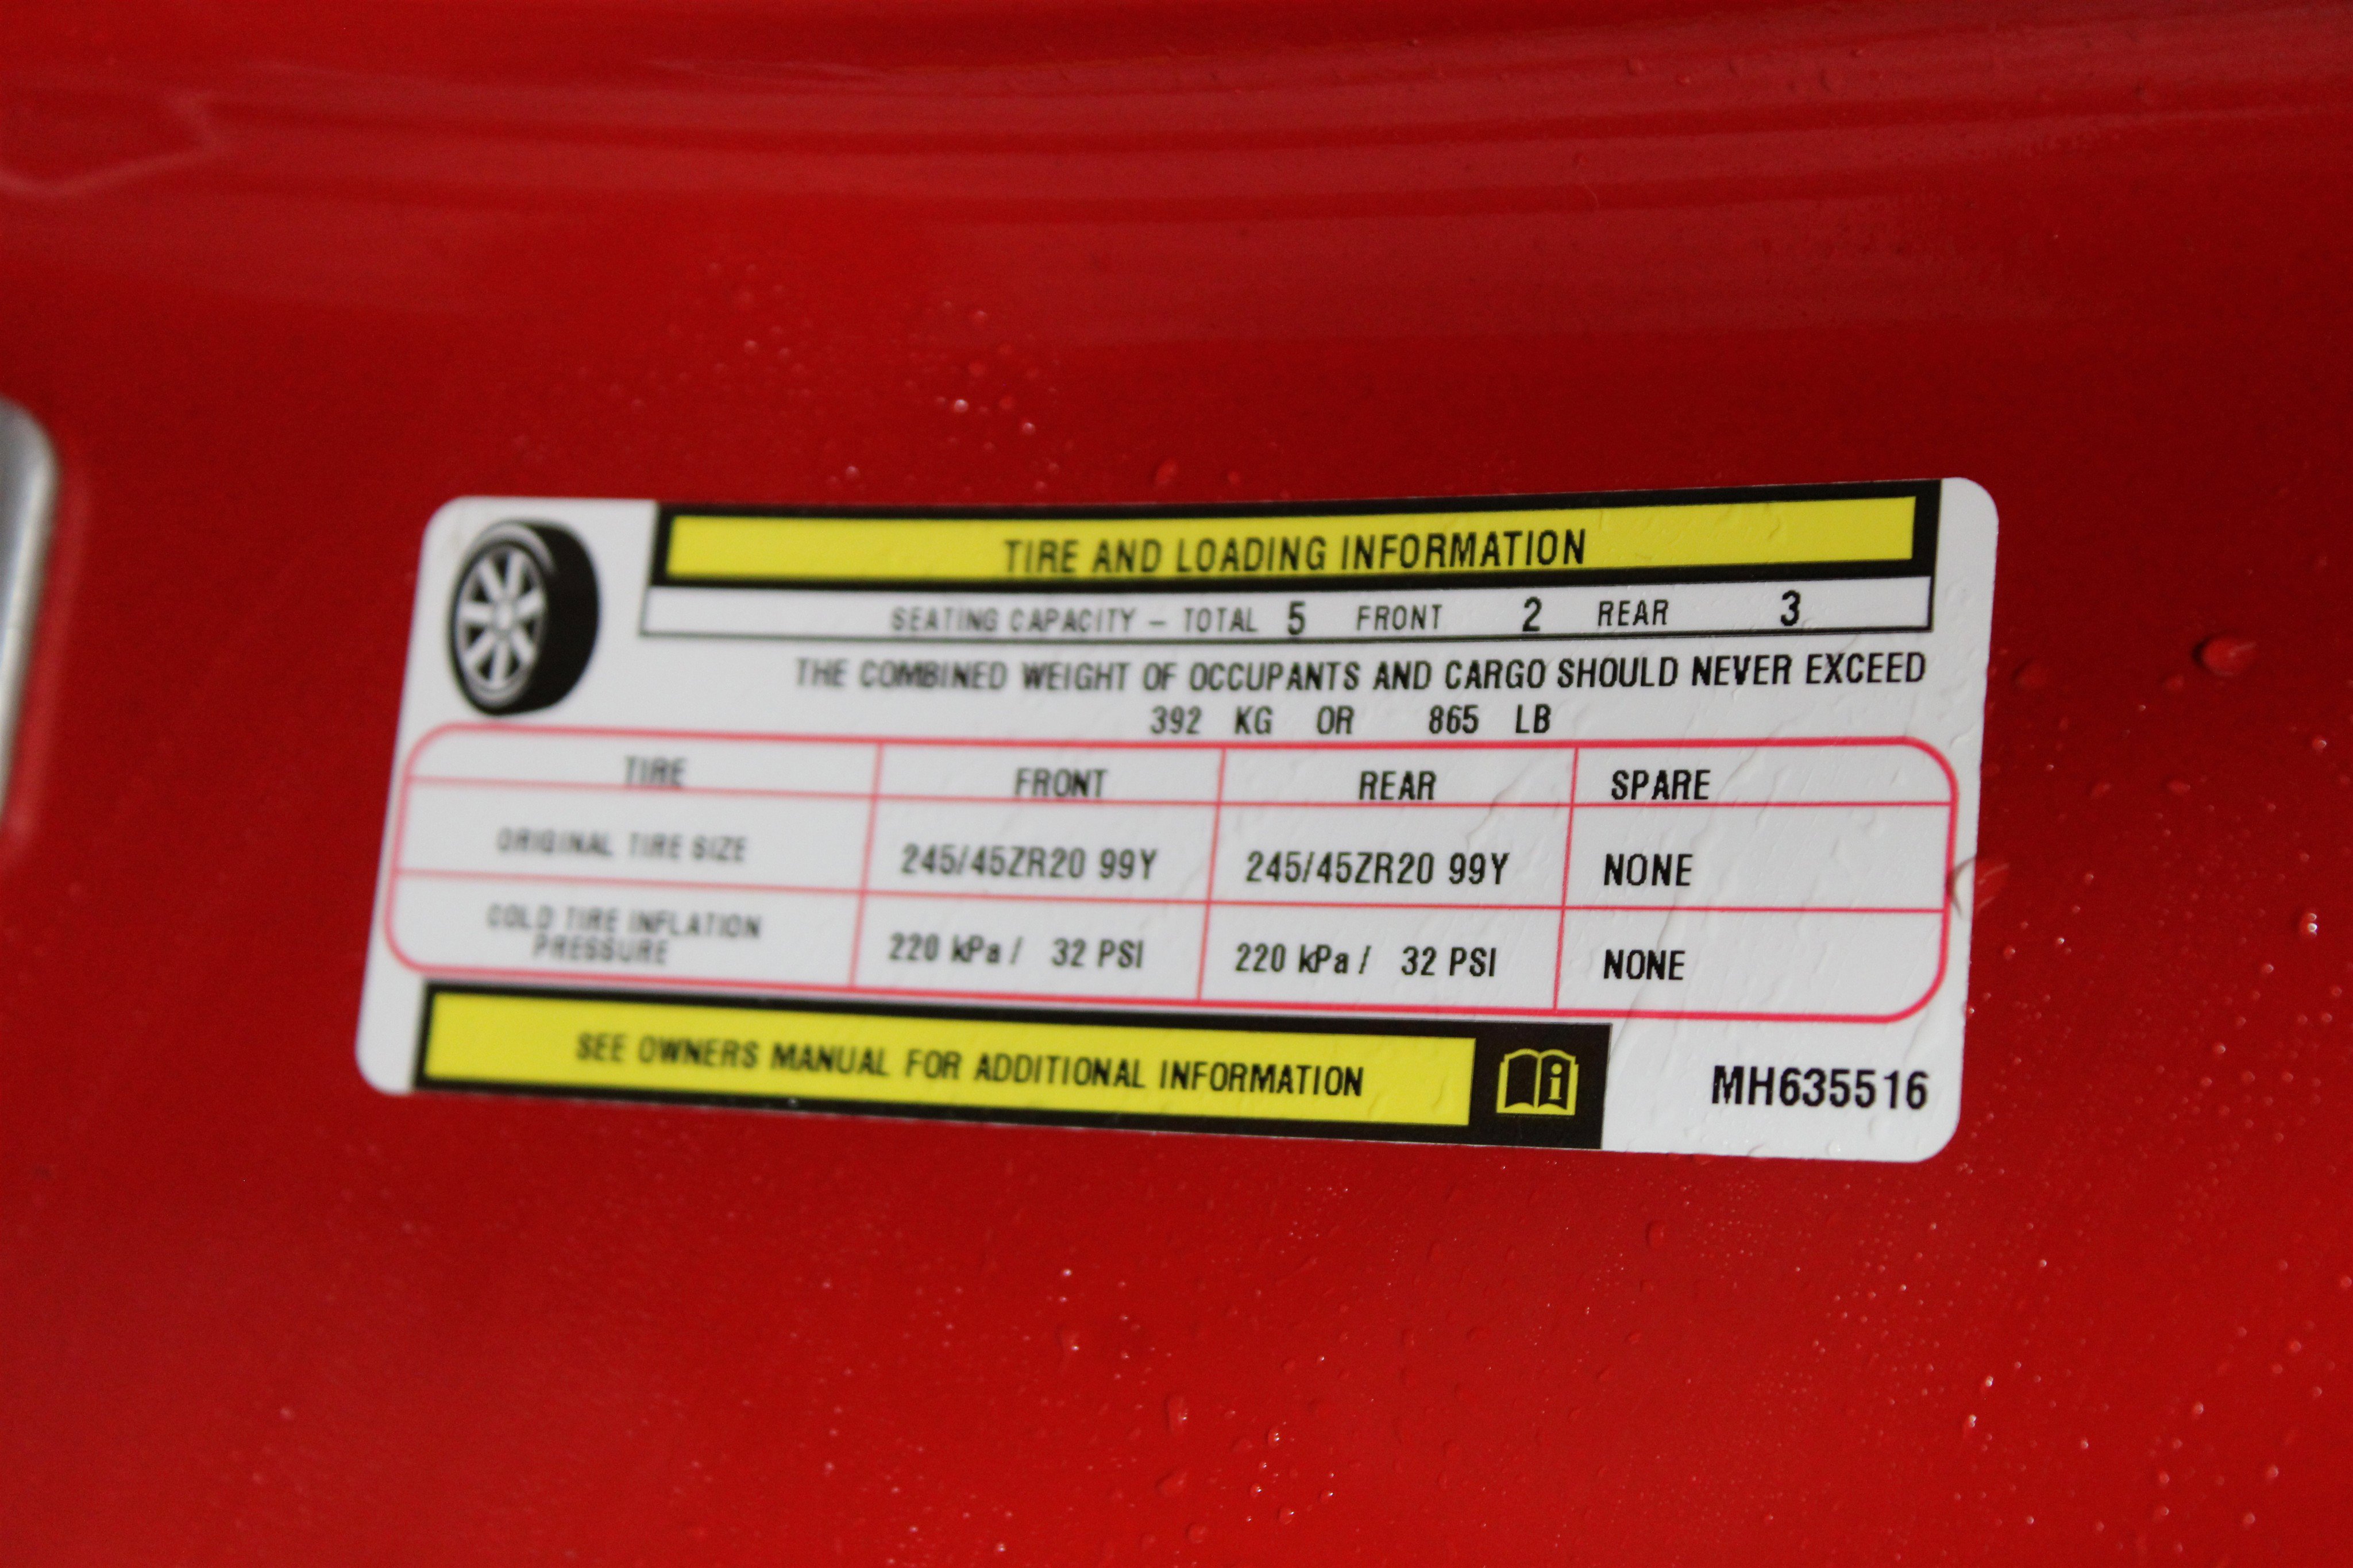 TIRE AND LOADING INFORMATION
SEATING CAPACITY – TOTAL 5 FRONT 2 REAR 3
THE COMBINED WEIGHT OF OCCUPANTS AND CARGO SHOULD NEVER EXCEED
392 KG OR 865 LB
TIRE FRONT REAR SPARE
ORIGINAL TIRE SIZE 245/45ZR20 99Y 245/45ZR20 99Y NONE
COLD TIRE INFLATION
PRESSURE 220 kPa / 32 PSI 220 kPa / 32 PSI NONE
SEE OWNERS MANUAL FOR ADDITIONAL INFORMATION i
MH635516